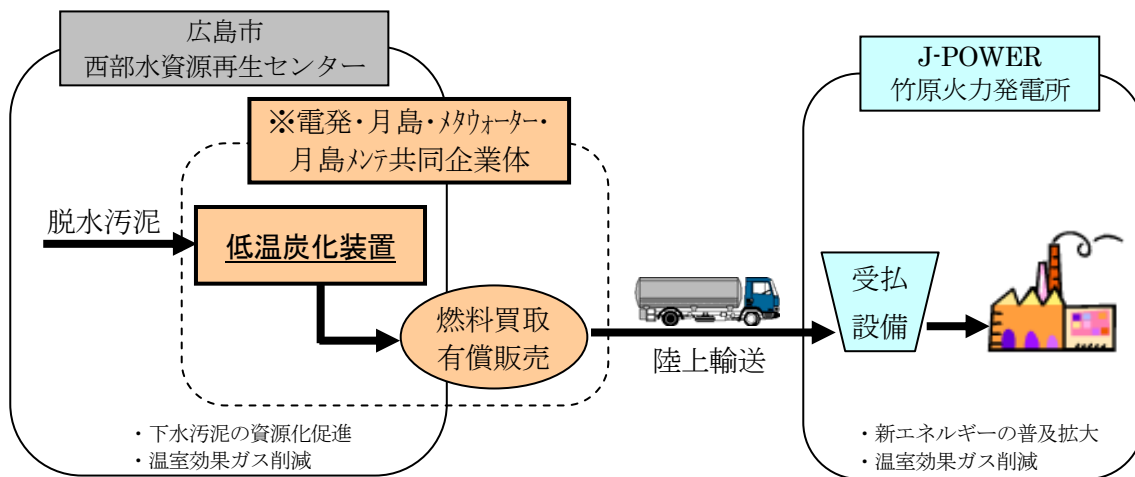 広島市
西部水資源再生センター
※電発・月島・ﾒﾀｳｫｰﾀｰ・
月島ﾒﾝﾃ共同企業体
脱水汚泥
低温炭化装置
燃料買取
有償販売
・下水汚泥の資源化促進
・温室効果ガス削減
陸上輸送
J-POWER
竹原火力発電所
受払
設備
・新エネルギーの普及拡大
・温室効果ガス削減